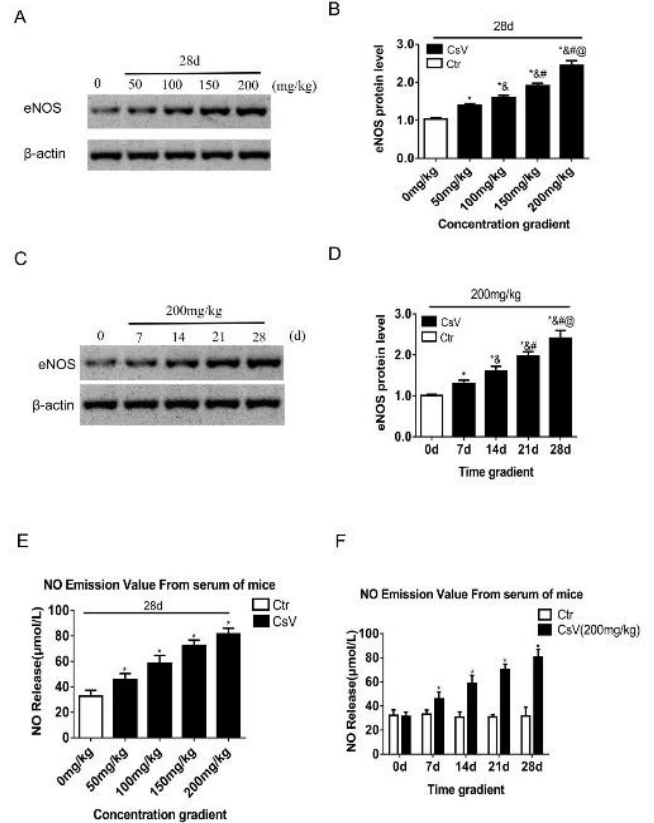 A
28d
0 50 100 150 200 (mg/kg)
eNOS
β-actin
B
28d
CsV
Ctr
eNOS protein level
3.0
2.0
1.0
0.0
*
*&
*&#
*&#@
0mg/kg 50mg/kg 100mg/kg 150mg/kg 200mg/kg
Concentration gradient
C
200mg/kg
0 7 14 21 28 (d)
eNOS
β-actin
D
200mg/kg
CsV
Ctr
eNOS protein level
3.0
2.0
1.0
0.0
*
*&
*&#
*&#@
0d 7d 14d 21d 28d
Time gradient
E
NO Emission Value From serum of mice
28d
Ctr
CsV
NO Release(μmol/L)
100
80
60
40
20
0
* * * *
0mg/kg 50mg/kg 100mg/kg 150mg/kg 200mg/kg
Concentration gradient
F
NO Emission Value From serum of mice
Ctr
CsV(200mg/kg)
NO Release(μmol/L)
100
80
60
40
20
0
* * * *
0d 7d 14d 21d 28d
Time gradient